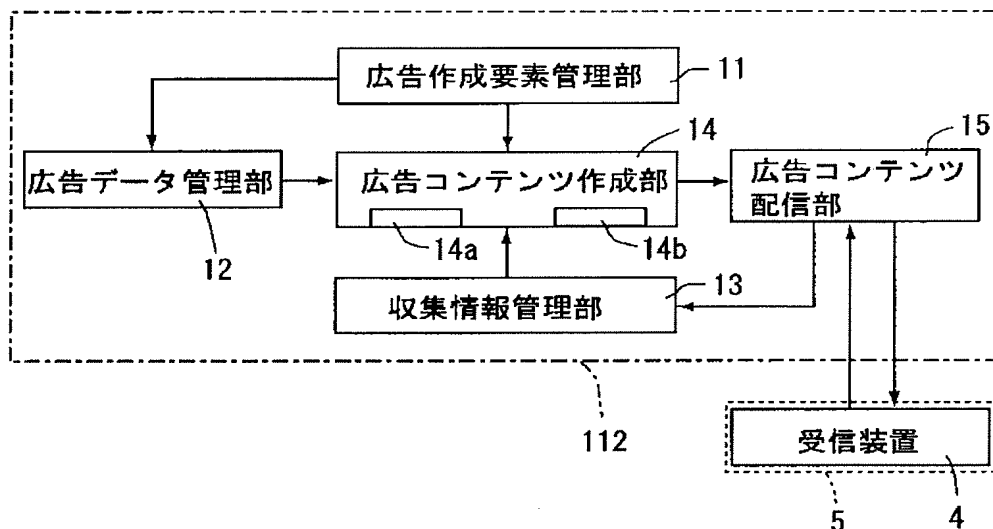 広告作成要素管理部
11
14
15
広告データ管理部
広告コンテンツ作成部
広告コンテンツ
配信部
14a
14b
12
13
収集情報管理部
112
受信装置
5
4